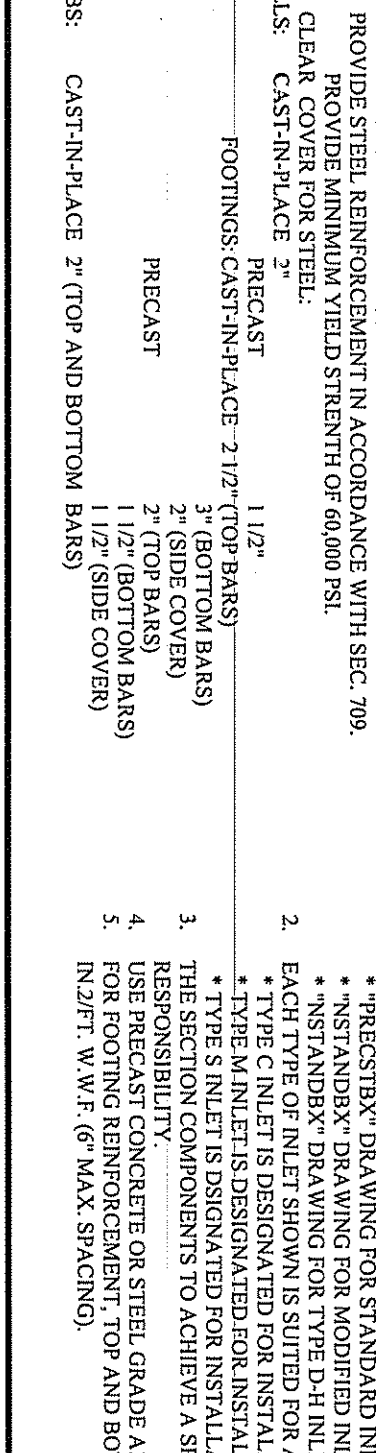 PROVIDE STEEL REINFORCEMENT IN ACCORDANCE WITH SEC. 709.
PROVIDE MINIMUM YIELD STRENTH OF 60,000 PSI.
CLEAR COVER FOR STEEL:
LLS: CAST-IN-PLACE 2"
PRECAST 1 1/2"
FOOTINGS: CAST-IN-PLACE 2 1/2" (TOP BARS)
3" (BOTTOM BARS)
2" (SIDE COVER)
PRECAST 2" (TOP BARS)
1 1/2" (BOTTOM BARS)
1 1/2" (SIDE COVER)
BS: CAST-IN-PLACE 2" (TOP AND BOTTOM BARS)
* "PRECSTBX" DRAWING FOR STANDARD IN
* "NSTANDBX" DRAWING FOR MODIFIED IN
* "NSTANDBX" DRAWING FOR TYPE D-H INL
2. EACH TYPE OF INLET SHOWN IS SUITED FOR A
* TYPE C INLET IS DESIGNATED FOR INSTAL
* TYPE M INLET IS DESIGNATED FOR INSTAL
* TYPE S INLET IS DSIGNATED FOR INSTALLA
3. THE SECTION COMPONENTS TO ACHIEVE A SE
RESPONSIBILITY.
4. USE PRECAST CONCRETE OR STEEL GRADE A
5. FOR FOOTING REINFORCEMENT, TOP AND BO
IN.2/FT. W.W.F. (6" MAX. SPACING).